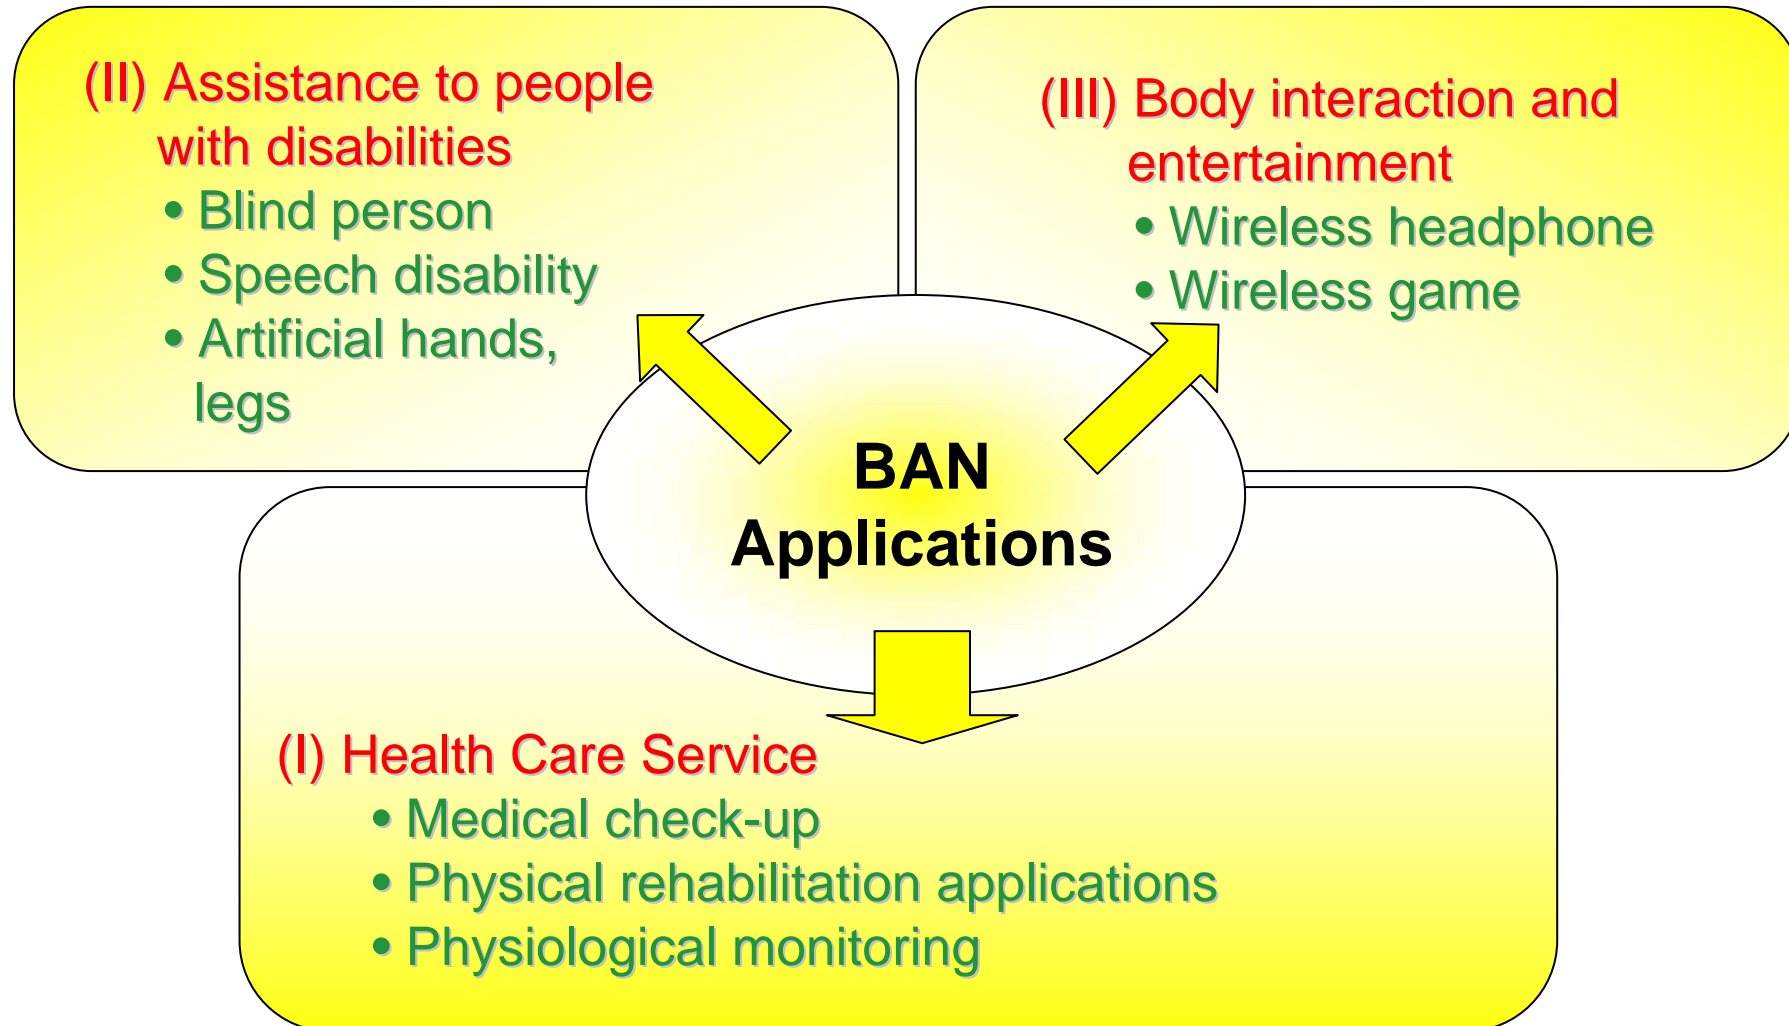 (II) Assistance to people
with disabilities
• Blind person
• Speech disability
• Artificial hands,
legs
(III) Body interaction and
entertainment
• Wireless headphone
• Wireless game
BAN
Applications
(I) Health Care Service
• Medical check-up
• Physical rehabilitation applications
• Physiological monitoring